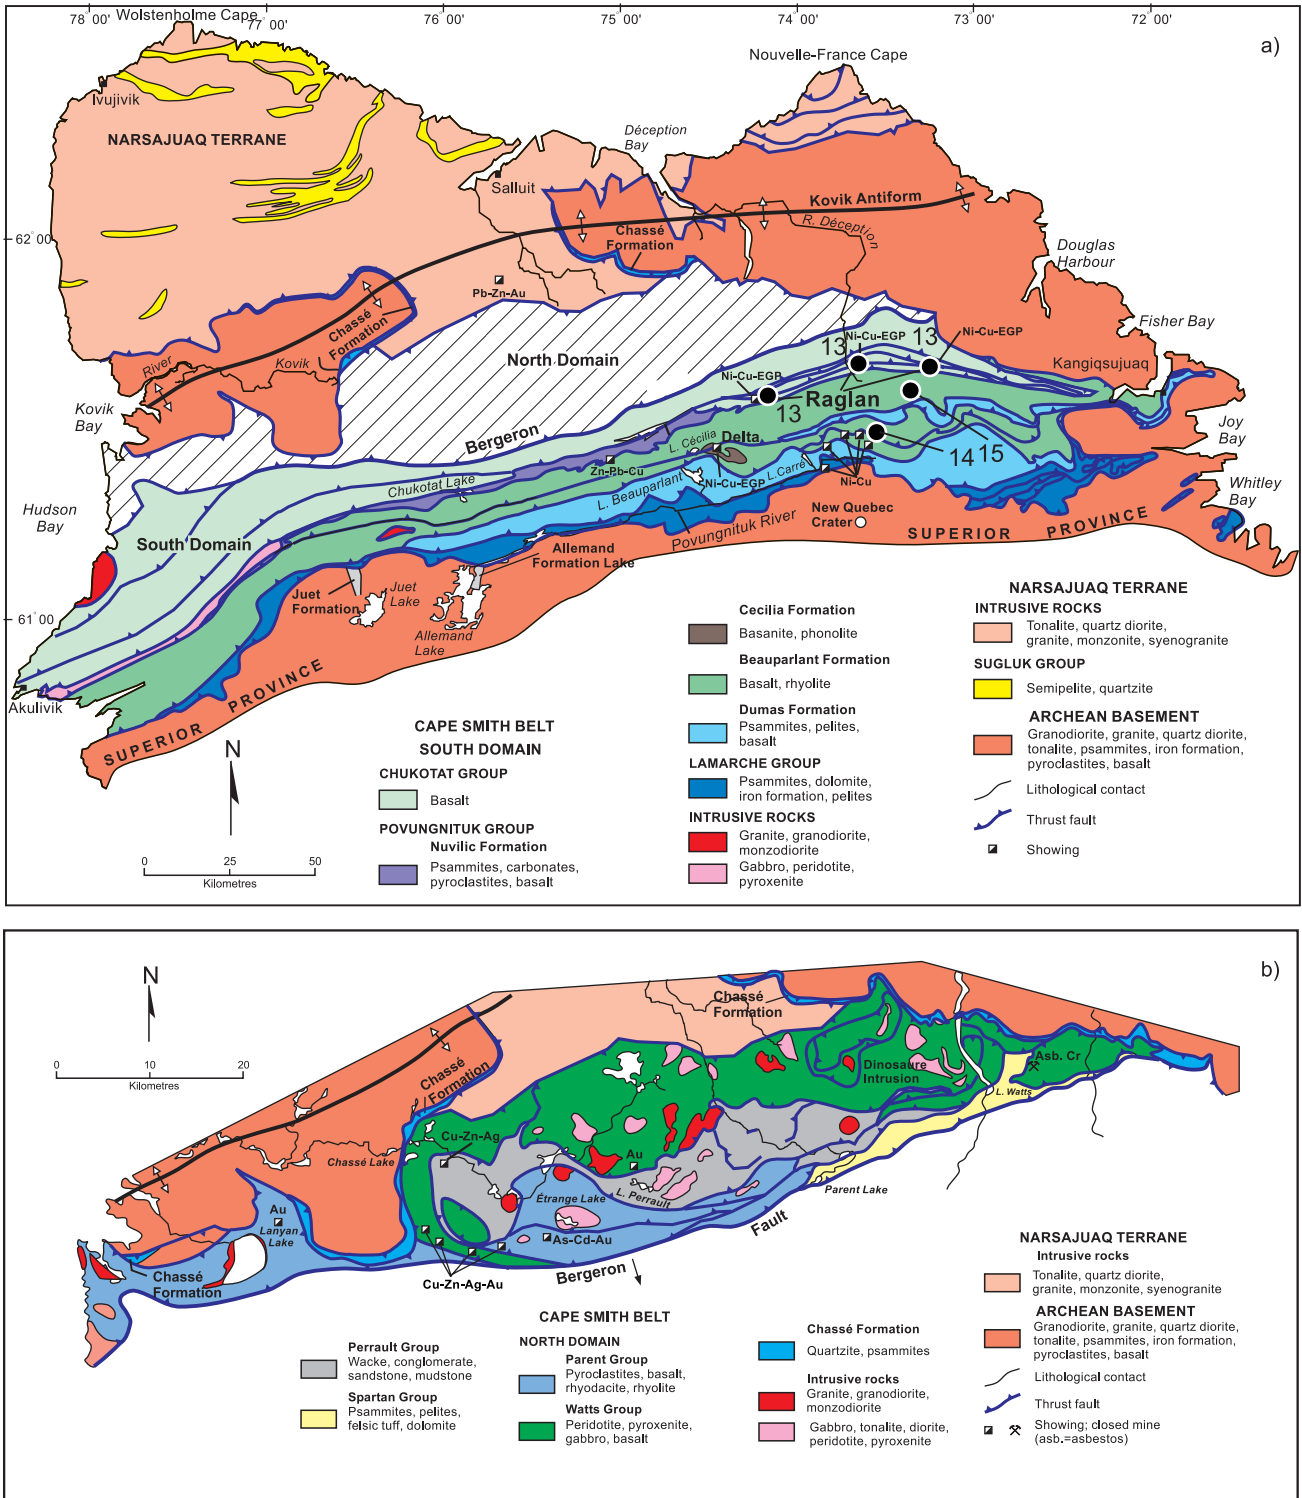 78°00'
Wolstenholme Cape
77°00'
76°00'
75°00'
74°00'
73°00'
72°00'
a)
Nouvelle-France Cape
Ivujivik
NARSAJUAQ TERRANE
Déception
Bay
Salluit
Kovik Antiform
R. Déception
Chassé
Formation
62°00'
Douglas
Harbour
Pb-Zn-Au
Chassé
Formation
River
Kovik
North Domain
Fisher Bay
Ni-Cu-EGP
13
13
Ni-Cu-EGP
Kangiqsujuaq
Ni-Cu-EGP
13
Raglan
Kovik
Bay
Bergeron
L. Cécilia
Delta
Joy
Bay
Zn-Pb-Cu
Ni-Cu-EGP
L. Carré
14
15
Ni-Cu
Chukotat Lake
L. Beauparlant
Whitley
Bay
Hudson
Bay
New Quebec
Crater
Povungnituk River
SUPERIOR PROVINCE
South Domain
Allemand
Formation Lake
Juet
Formation
Juet
Lake
Allemand
Lake
61°00'
Akulivik
SUPERIOR PROVINCE
N
0 25 50
Kilometres
CAPE SMITH BELT
SOUTH DOMAIN
CHUKOTAT GROUP
Basalt
POVUNGNITUK GROUP
Nuvilic Formation
Psammites, carbonates,
pyroclastites, basalt
Cecilia Formation
Basanite, phonolite
Beauparlant Formation
Basalt, rhyolite
Dumas Formation
Psammites, pelites,
basalt
LAMARCHE GROUP
Psammites, dolomite,
iron formation, pelites
INTRUSIVE ROCKS
Granite, granodiorite,
monzodiorite
Gabbro, peridotite,
pyroxenite
NARSAJUAQ TERRANE
INTRUSIVE ROCKS
Tonalite, quartz diorite,
granite, monzonite, syenogranite
SUGLUK GROUP
Semipelite, quartzite
ARCHEAN BASEMENT
Granodiorite, granite, quartz diorite,
tonalite, psammites, iron formation,
pyroclastites, basalt
Lithological contact
Thrust fault
Showing
b)
N
0 10 20
Kilometres
Chassé
Formation
Chassé
Formation
Dinosaure
Intrusion
Asb. Cr
L. Watts
Cu-Zn-Ag
Chassé Lake
Au
Étrange Lake
L. Perrault
Parent Lake
Au
Lanyan
Lake
As-Cd-Au
Fault
Bergeron
Chassé
Formation
Cu-Zn-Ag-Au
CAPE SMITH BELT
Perrault Group
Wacke, conglomerate,
sandstone, mudstone
Spartan Group
Psammites, pelites,
felsic tuff, dolomite
NORTH DOMAIN
Parent Group
Pyroclastites, basalt,
rhyodacite, rhyolite
Watts Group
Peridotite, pyroxenite,
gabbro, basalt
Chassé Formation
Quartzite, psammites
Intrusive rocks
Granite, granodiorite,
monzodiorite
Gabbro, tonalite, diorite,
peridotite, pyroxenite
NARSAJUAQ TERRANE
Intrusive rocks
Tonalite, quartz diorite,
granite, monzonite, syenogranite
ARCHEAN BASEMENT
Granodiorite, granite, quartz diorite,
tonalite, psammites, iron formation,
pyroclastites, basalt
Lithological contact
Thrust fault
Showing; closed mine
(asb.=asbestos)